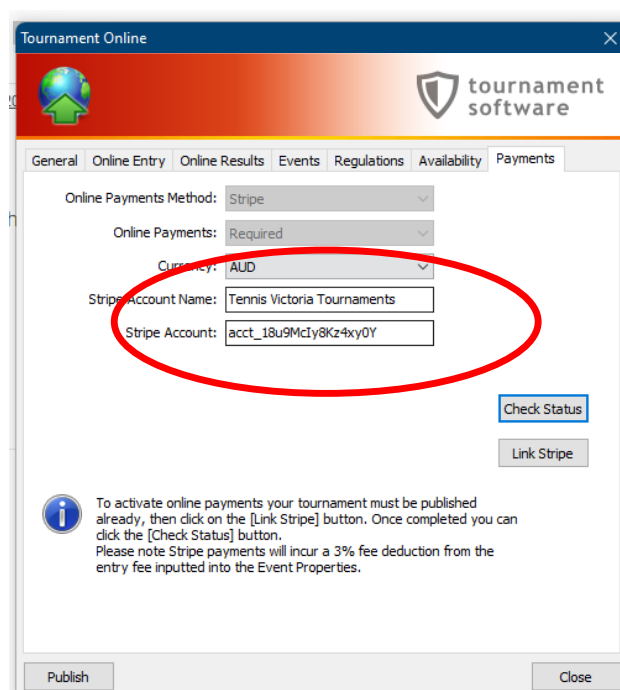 Tournament Online
tournament
software
General Online Entry Online Results Events Regulations Availability Payments
Online Payments Method: Stripe
Online Payments: Required
Currency: AUD
Stripe Account Name: Tennis Victoria Tournaments
Stripe Account: acct_18u9McIy8Kz4xy0Y
Check Status
Link Stripe
To activate online payments your tournament must be published
already, then click on the [Link Stripe] button. Once completed you can
click the [Check Status] button.
Please note Stripe payments will incur a 3% fee deduction from the
entry fee inputted into the Event Properties.
Publish Close